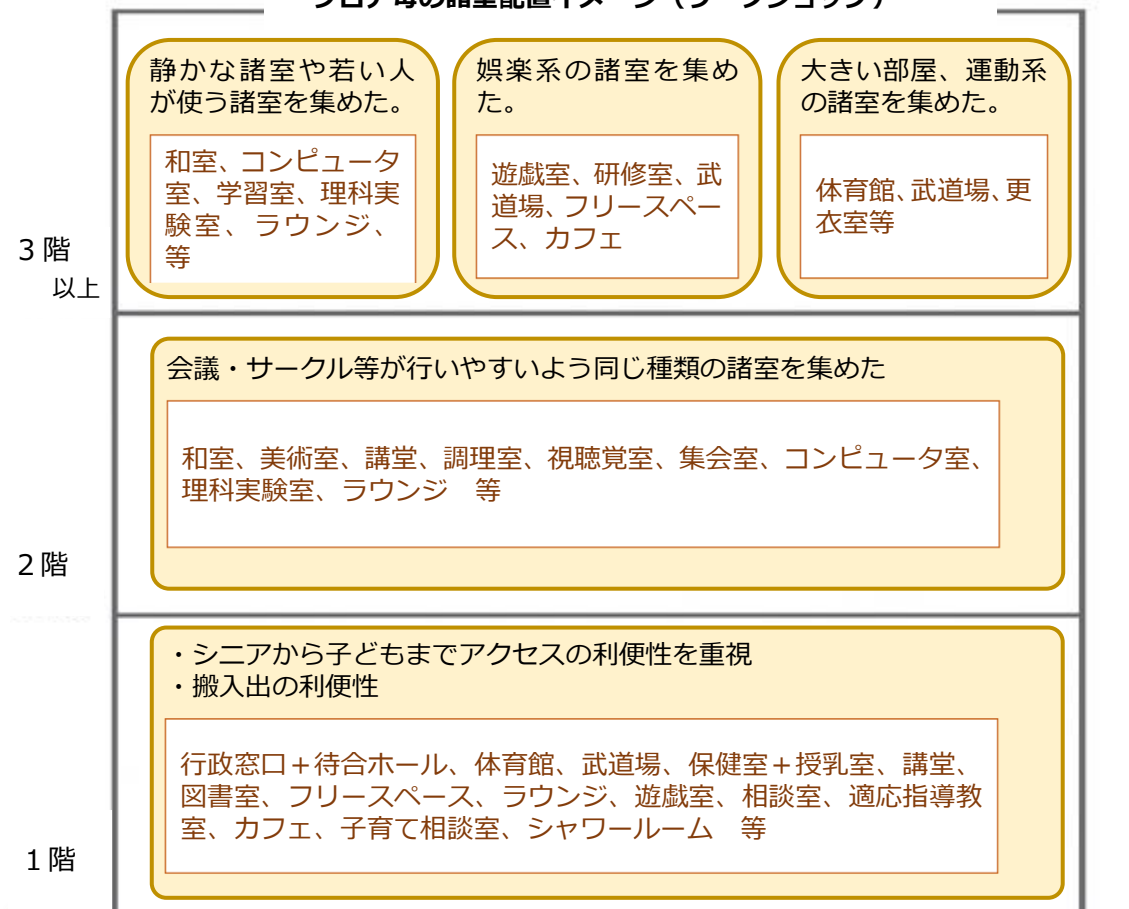 静かな諸室や若い人
が使う諸室を集めた。
和室、コンピュータ
室、学習室、理科実
験室、ラウンジ、
等
娯楽系の諸室を集め
た。
遊戯室、研修室、武
道場、フリースペー
ス、カフェ
大きい部屋、運動系
の諸室を集めた。
体育館、武道場、更
衣室等
3階
以上
会議・サークル等が行いやすいよう同じ種類の諸室を集めた
和室、美術室、講堂、調理室、視聴覚室、集会室、コンピュータ室、
理科実験室、ラウンジ　等
2階
・シニアから子どもまでアクセスの利便性を重視
・搬入出の利便性
行政窓口＋待合ホール、体育館、武道場、保健室＋授乳室、講堂、
図書室、フリースペース、ラウンジ、遊戯室、相談室、適応指導教
室、カフェ、子育て相談室、シャワールーム　等
1階